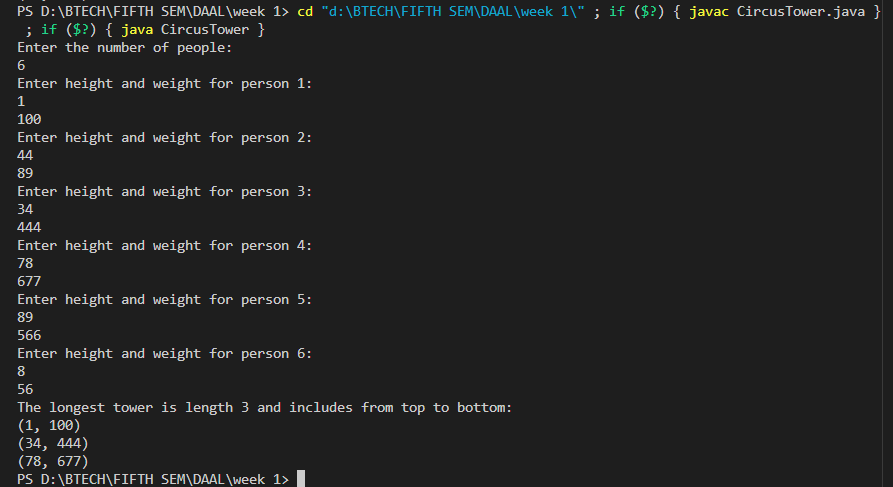 PS D:\BTECH\FIFTH SEM\DAAL\week 1> cd "d:\BTECH\FIFTH SEM\DAAL\week 1\" ; if ($?) { javac CircusTower.java }
 ; if ($?) { java CircusTower }
Enter the number of people:
6
Enter height and weight for person 1:
1
100
Enter height and weight for person 2:
44
89
Enter height and weight for person 3:
34
444
Enter height and weight for person 4:
78
677
Enter height and weight for person 5:
89
566
Enter height and weight for person 6:
8
56
The longest tower is length 3 and includes from top to bottom:
(1, 100)
(34, 444)
(78, 677)
PS D:\BTECH\FIFTH SEM\DAAL\week 1>